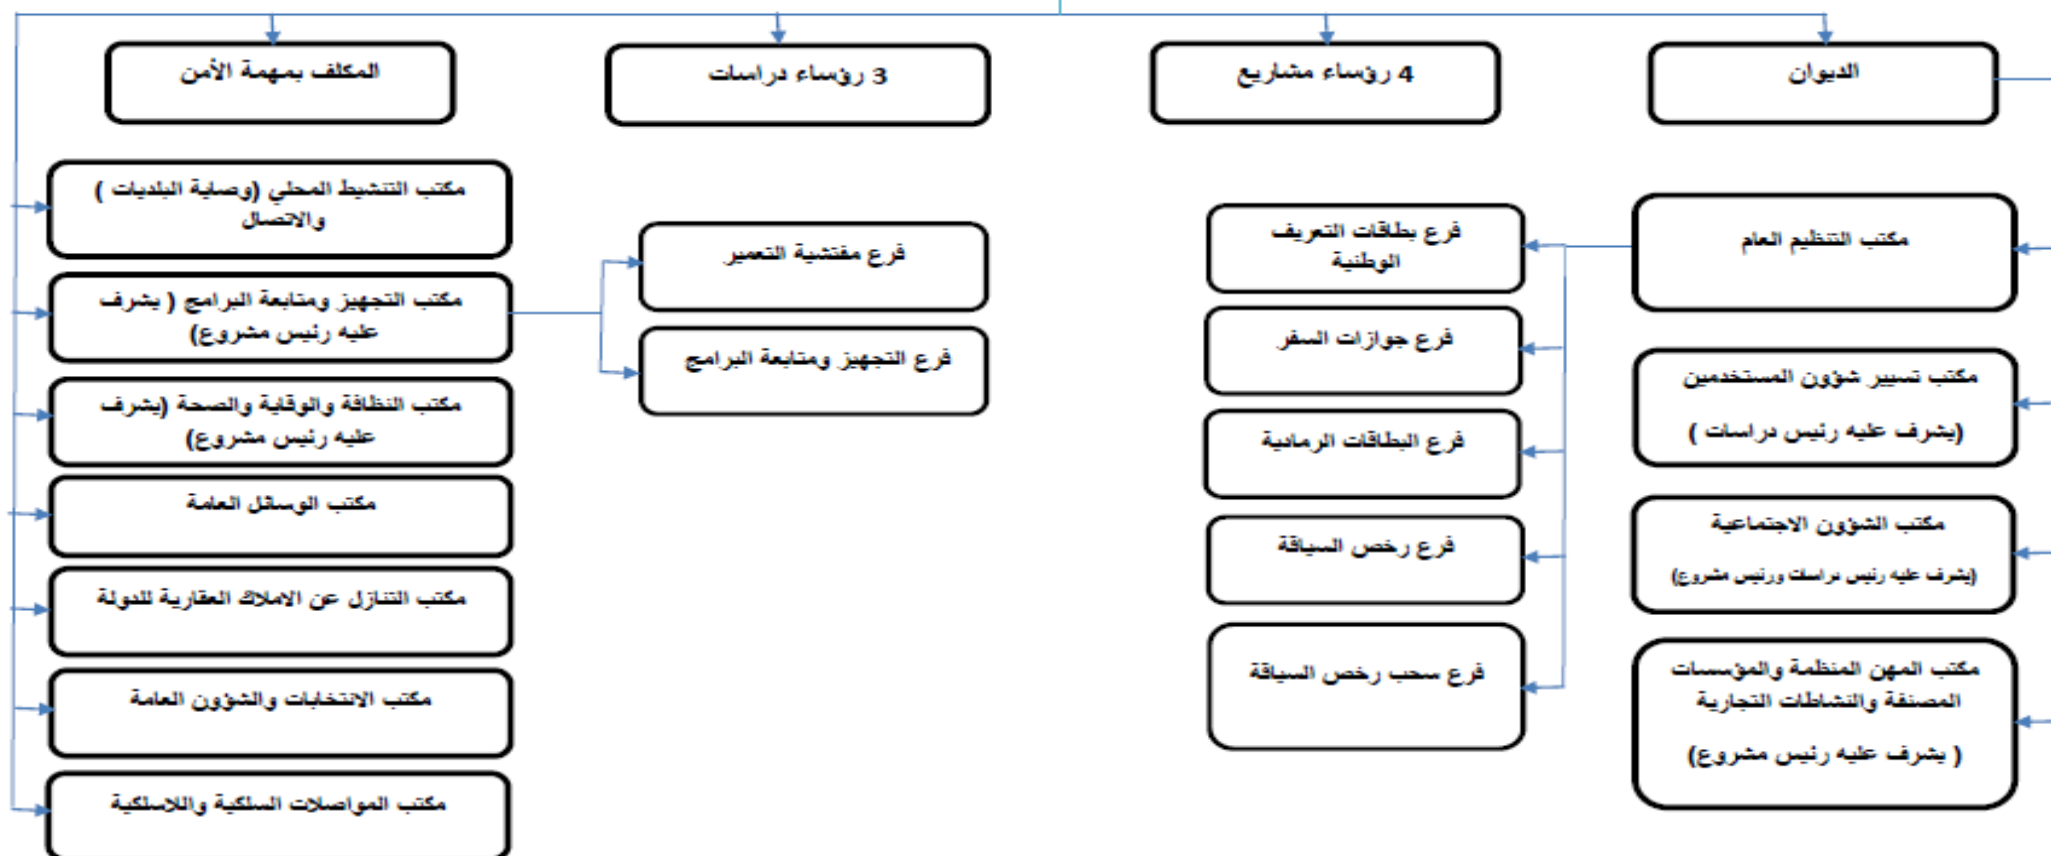 الديوان
4 رؤساء مشاريع
3 رؤساء دراسات
المكلف بمهمة الأمن
مكتب التنظيم العام
مكتب تسيير شؤون المستخدمين
(يشرف عليه رئيس دراسات )
مكتب الشؤون الاجتماعية
(يشرف عليه رئيس دراسات ورئيس مشروع)
مكتب المهن المنظمة والمؤسسات
المصنفة والنشاطات التجارية
( يشرف عليه رئيس مشروع)
فرع بطاقات التعريف
الوطنية
فرع جوازات السفر
فرع البطاقات الرمادية
فرع رخص السياقة
فرع سحب رخص السياقة
فرع مفتشية التعمير
فرع التجهيز ومتابعة البرامج
مكتب التنشيط المحلي (وصاية البلديات )
والاتصال
مكتب التجهيز ومتابعة البرامج ( يشرف
عليه رئيس مشروع)
مكتب النظافة والوقاية والصحة (يشرف
عليه رئيس مشروع)
مكتب الوسائل العامة
مكتب التنازل عن الاملاك العقارية للدولة
مكتب الانتخابات والشؤون العامة
مكتب المواصلات السلكية واللاسلكية